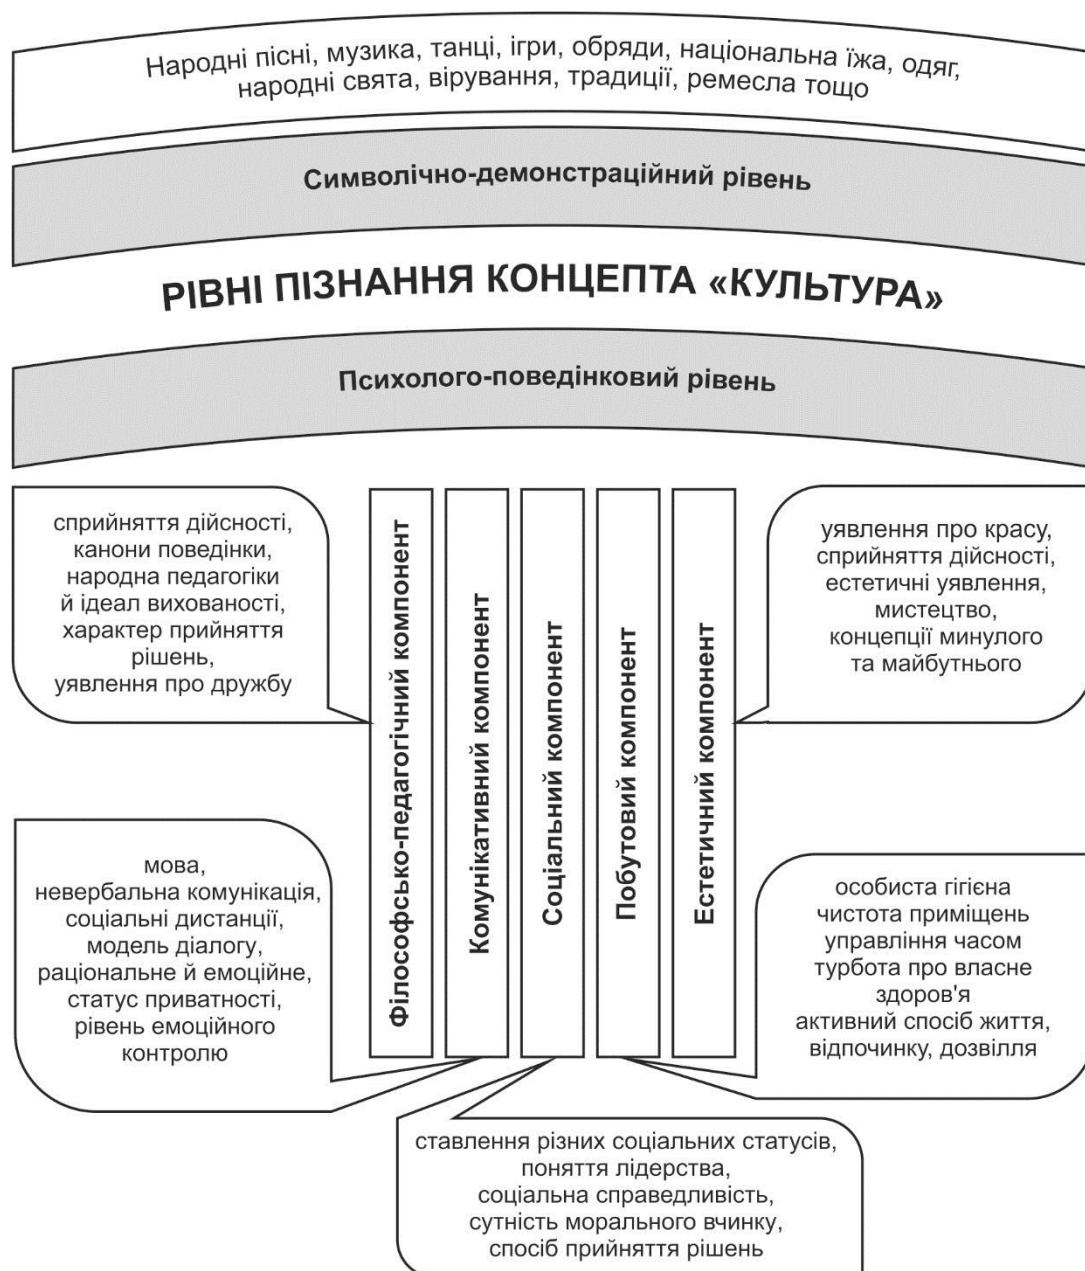 Народні пісні, музика, танці, ігри, обряди, національна їжа, одяг,
народні свята, вірування, традиції, ремесла тощо
Символічно-демонстраційний рівень
РІВНІ ПІЗНАННЯ КОНЦЕПТА «КУЛЬТУРА»
Психолого-поведінковий рівень
сприйняття дійсності,
канони поведінки,
народна педагогіки
й ідеал вихованості,
характер прийняття
рішень,
уявлення про дружбу
Філософсько-педагогічний компонент
Комунікативний компонент
Соціальний компонент
Побутовий компонент
Естетичний компонент
уявлення про красу,
сприйняття дійсності,
естетичні уявлення,
мистецтво,
концепції минулого
та майбутнього
мова,
невербальна комунікація,
соціальні дистанції,
модель діалогу,
раціональне й емоційне,
статус приватності,
рівень емоційного
контролю
особиста гігієна
чистота приміщень
управління часом
турбота про власне
здоров'я
активний спосіб життя,
відпочинку, дозвілля
ставлення різних соціальних статусів,
поняття лідерства,
соціальна справедливість,
сутність морального вчинку,
спосіб прийняття рішень